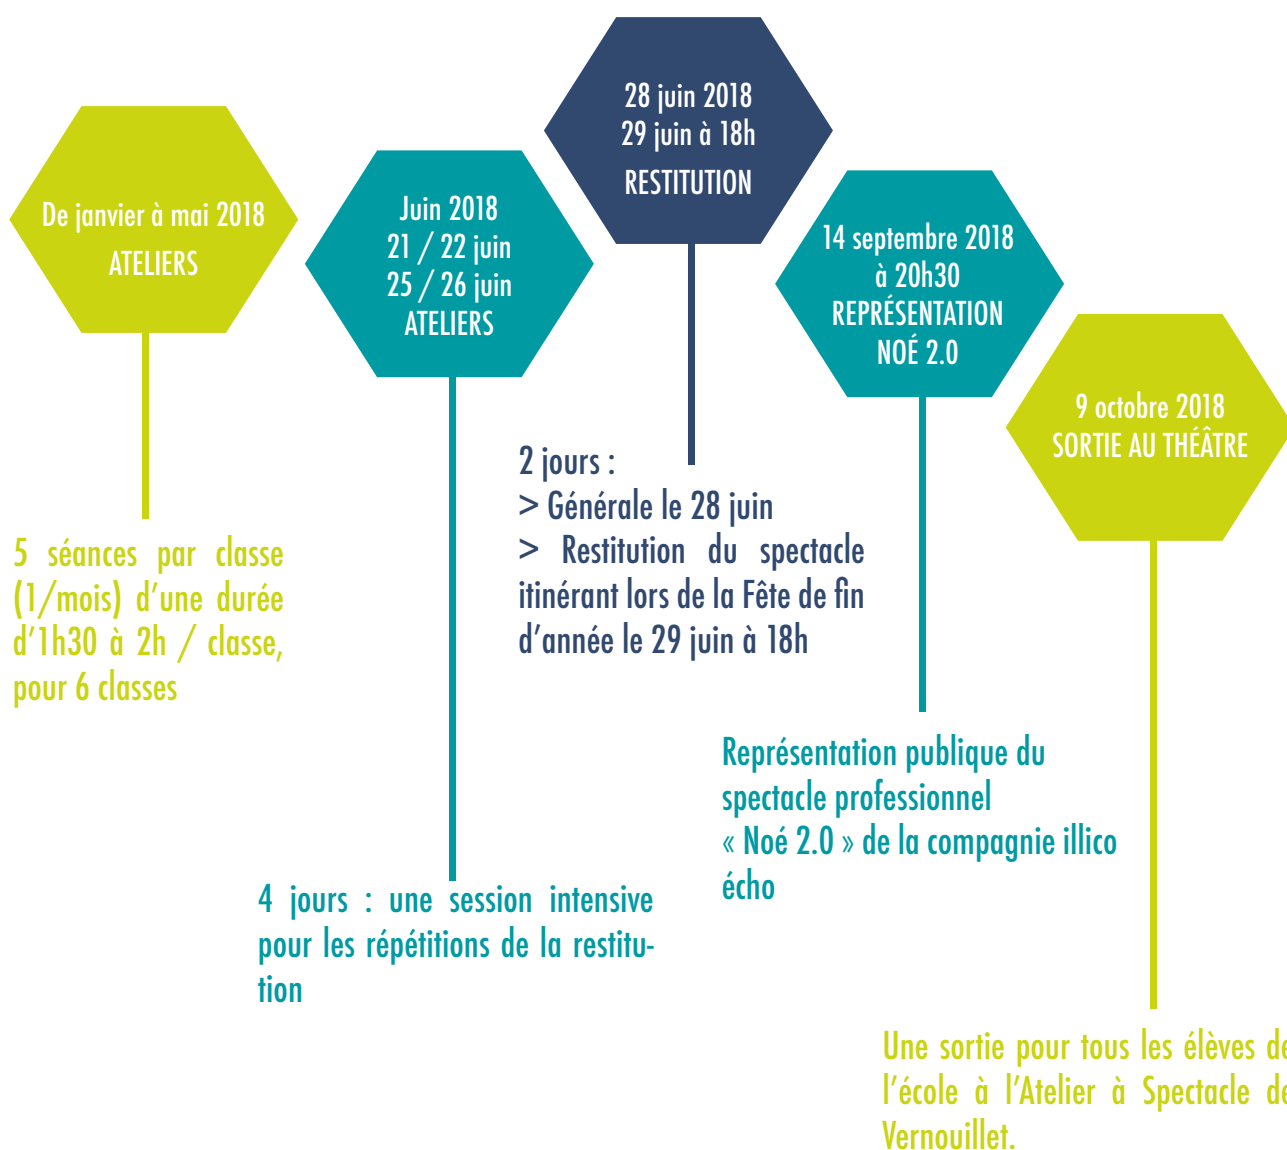 De janvier à mai 2018
ATELIERS
5 séances par classe
(1/mois) d’une durée
d’1h30 à 2h / classe,
pour 6 classes
Juin 2018
21 / 22 juin
25 / 26 juin
ATELIERS
4 jours : une session intensive
pour les répétitions de la restitu-
tion
28 juin 2018
29 juin à 18h
RESTITUTION
2 jours :
> Générale le 28 juin
> Restitution du spectacle
itinérant lors de la Fête de fin
d’année le 29 juin à 18h
14 septembre 2018
à 20h30
REPRÉSENTATION
NOÉ 2.0
Représentation publique du
spectacle professionnel
« Noé 2.0 » de la compagnie illico
écho
9 octobre 2018
SORTIE AU THÉÂTRE
Une sortie pour tous les élèves de
l’école à l’Atelier à Spectacle de
Vernouillet.